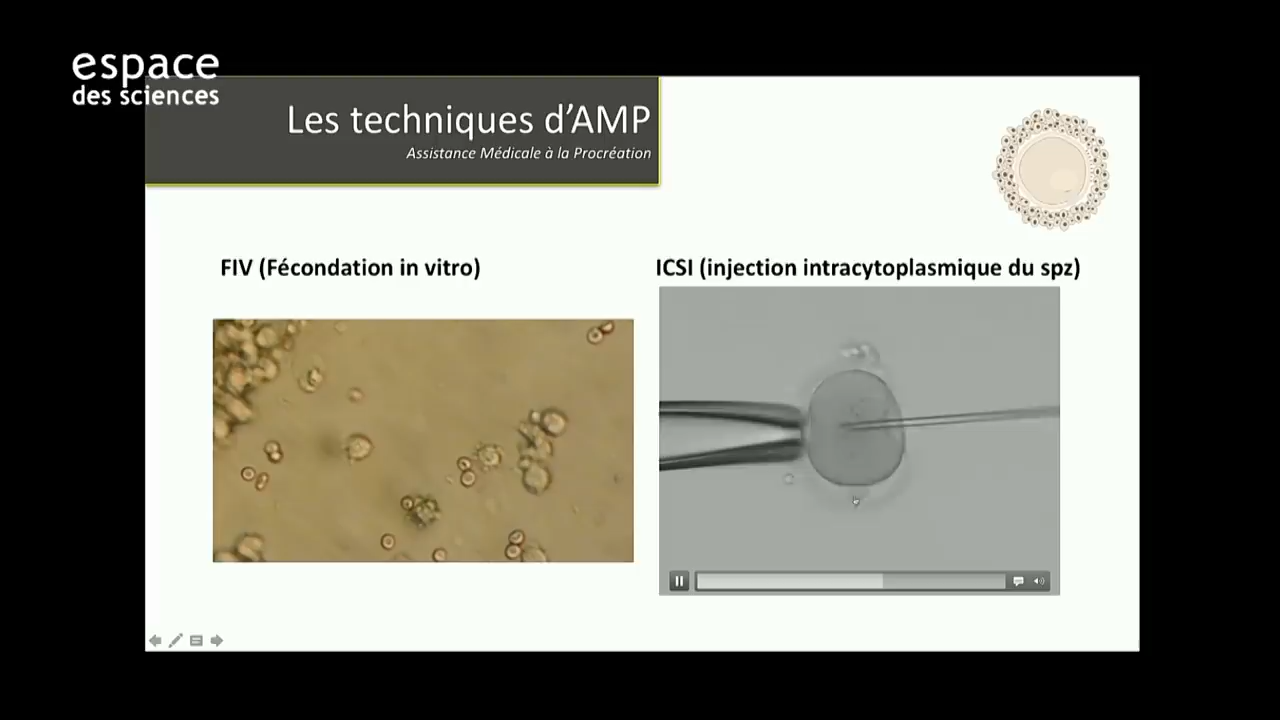 espace
des sciences
Les techniques d'AMP
Assistance Médicale à la Procréation
FIV (Fécondation in vitro)
ICSI (injection intracytoplasmique du spz)